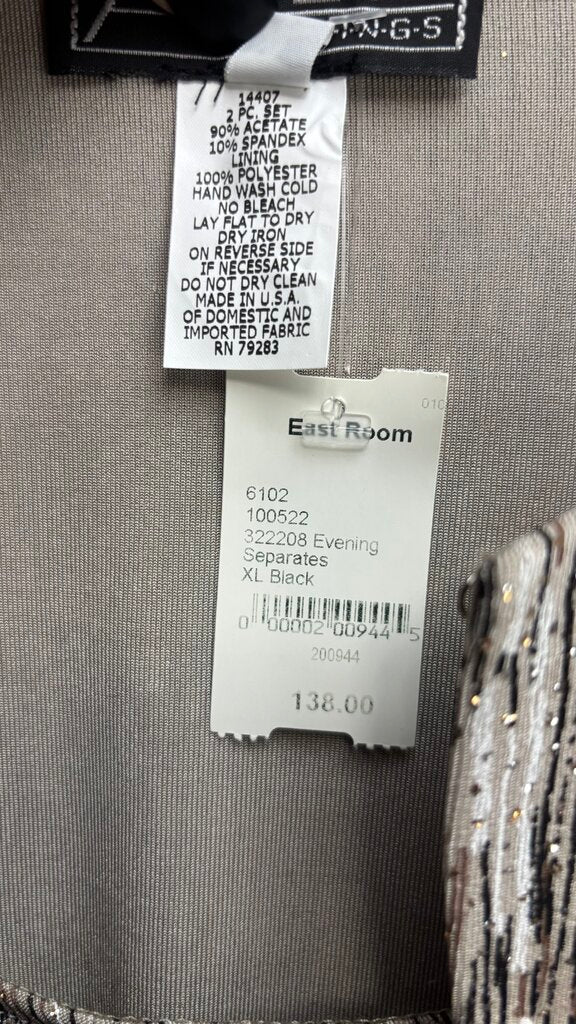 N-G-S
14407
2 PC. SET
90% ACETATE
10% SPANDEX
LINING
100% POLYESTER
HAND WASH COLD
NO BLEACH
LAY FLAT TO DRY
DRY IRON
ON REVERSE SIDE
IF NECESSARY
DO NOT DRY CLEAN
MADE IN U.S.A.
OF DOMESTIC AND
IMPORTED FABRIC
RN 79283
010
East Room
6102
100522
322208 Evening
Separates
XL Black
0 00002 00944 5
200944
138.00